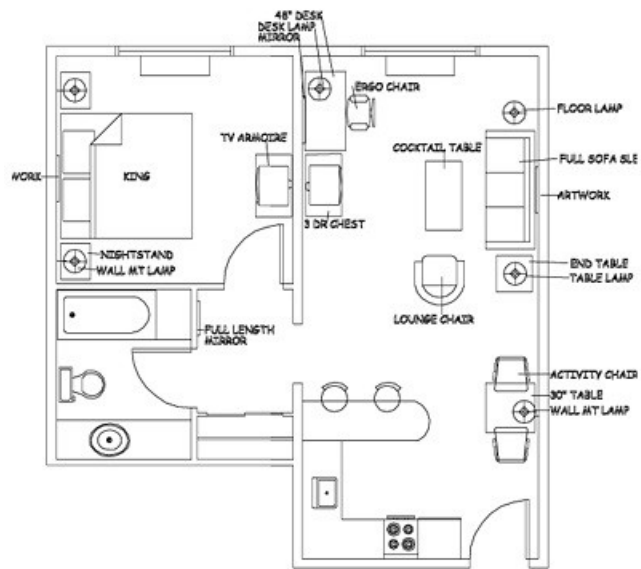 48" DESK
DESK LAMP
MIRROR
ERGO CHAIR
FLOOR LAMP
TV ARMOIRE
COCKTAIL TABLE
FULL SOFA SLE
WORK
KING
ARTWORK
3 DR CHEST
NIGHTSTAND
WALL MT LAMP
END TABLE
TABLE LAMP
LOUNGE CHAIR
FULL LENGTH
MIRROR
ACTIVITY CHAIR
30" TABLE
WALL MT LAMP